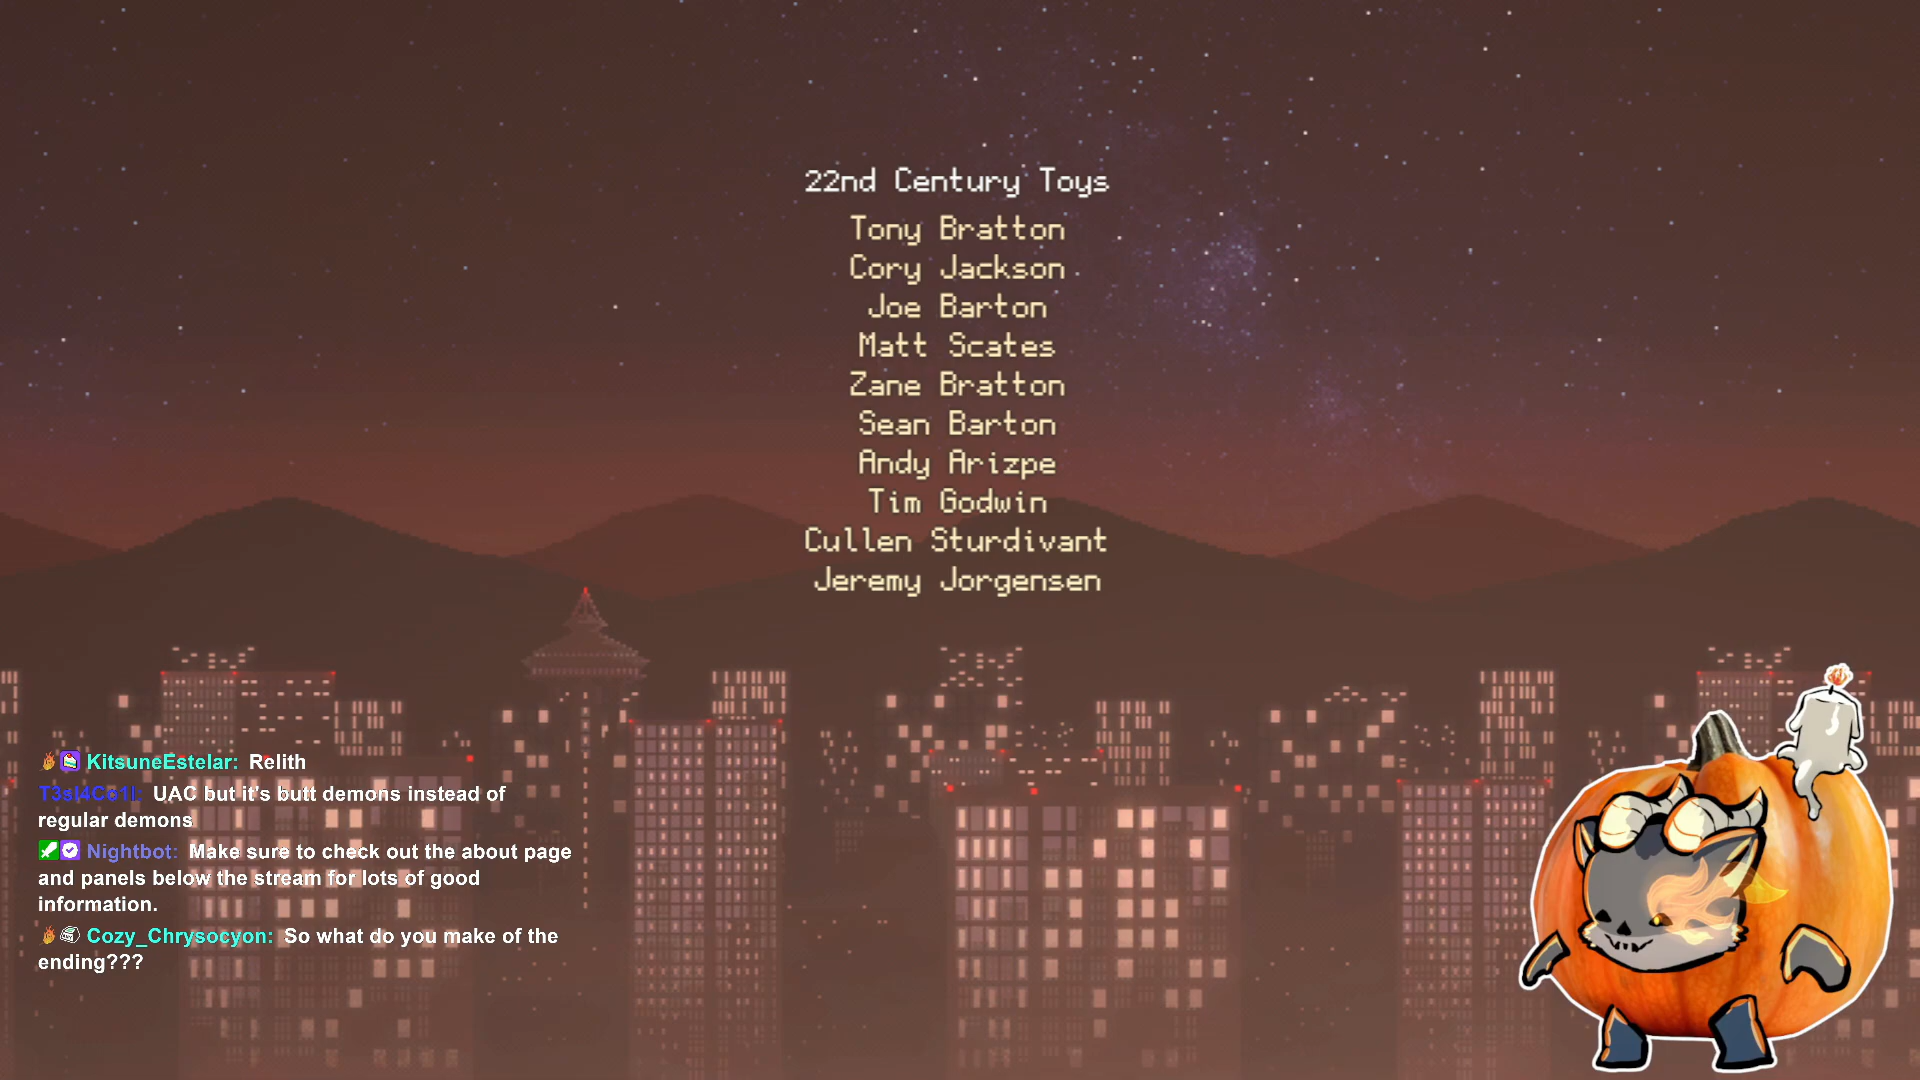 22nd Century Toys
Tony Bratton
Cory Jackson
Joe Barton
Matt Scates
Zane Bratton
Sean Barton
Andy Arizpe
Tim Godwin
Cullen Sturdivant
Jeremy Jorgensen
KitsuneEstelar: Relith
T3st4Co1l: UAC but it's butt demons instead of
regular demons
Nightbot: Make sure to check out the about page
and panels below the stream for lots of good
information.
Cozy_Chrysocyon: So what do you make of the
ending???